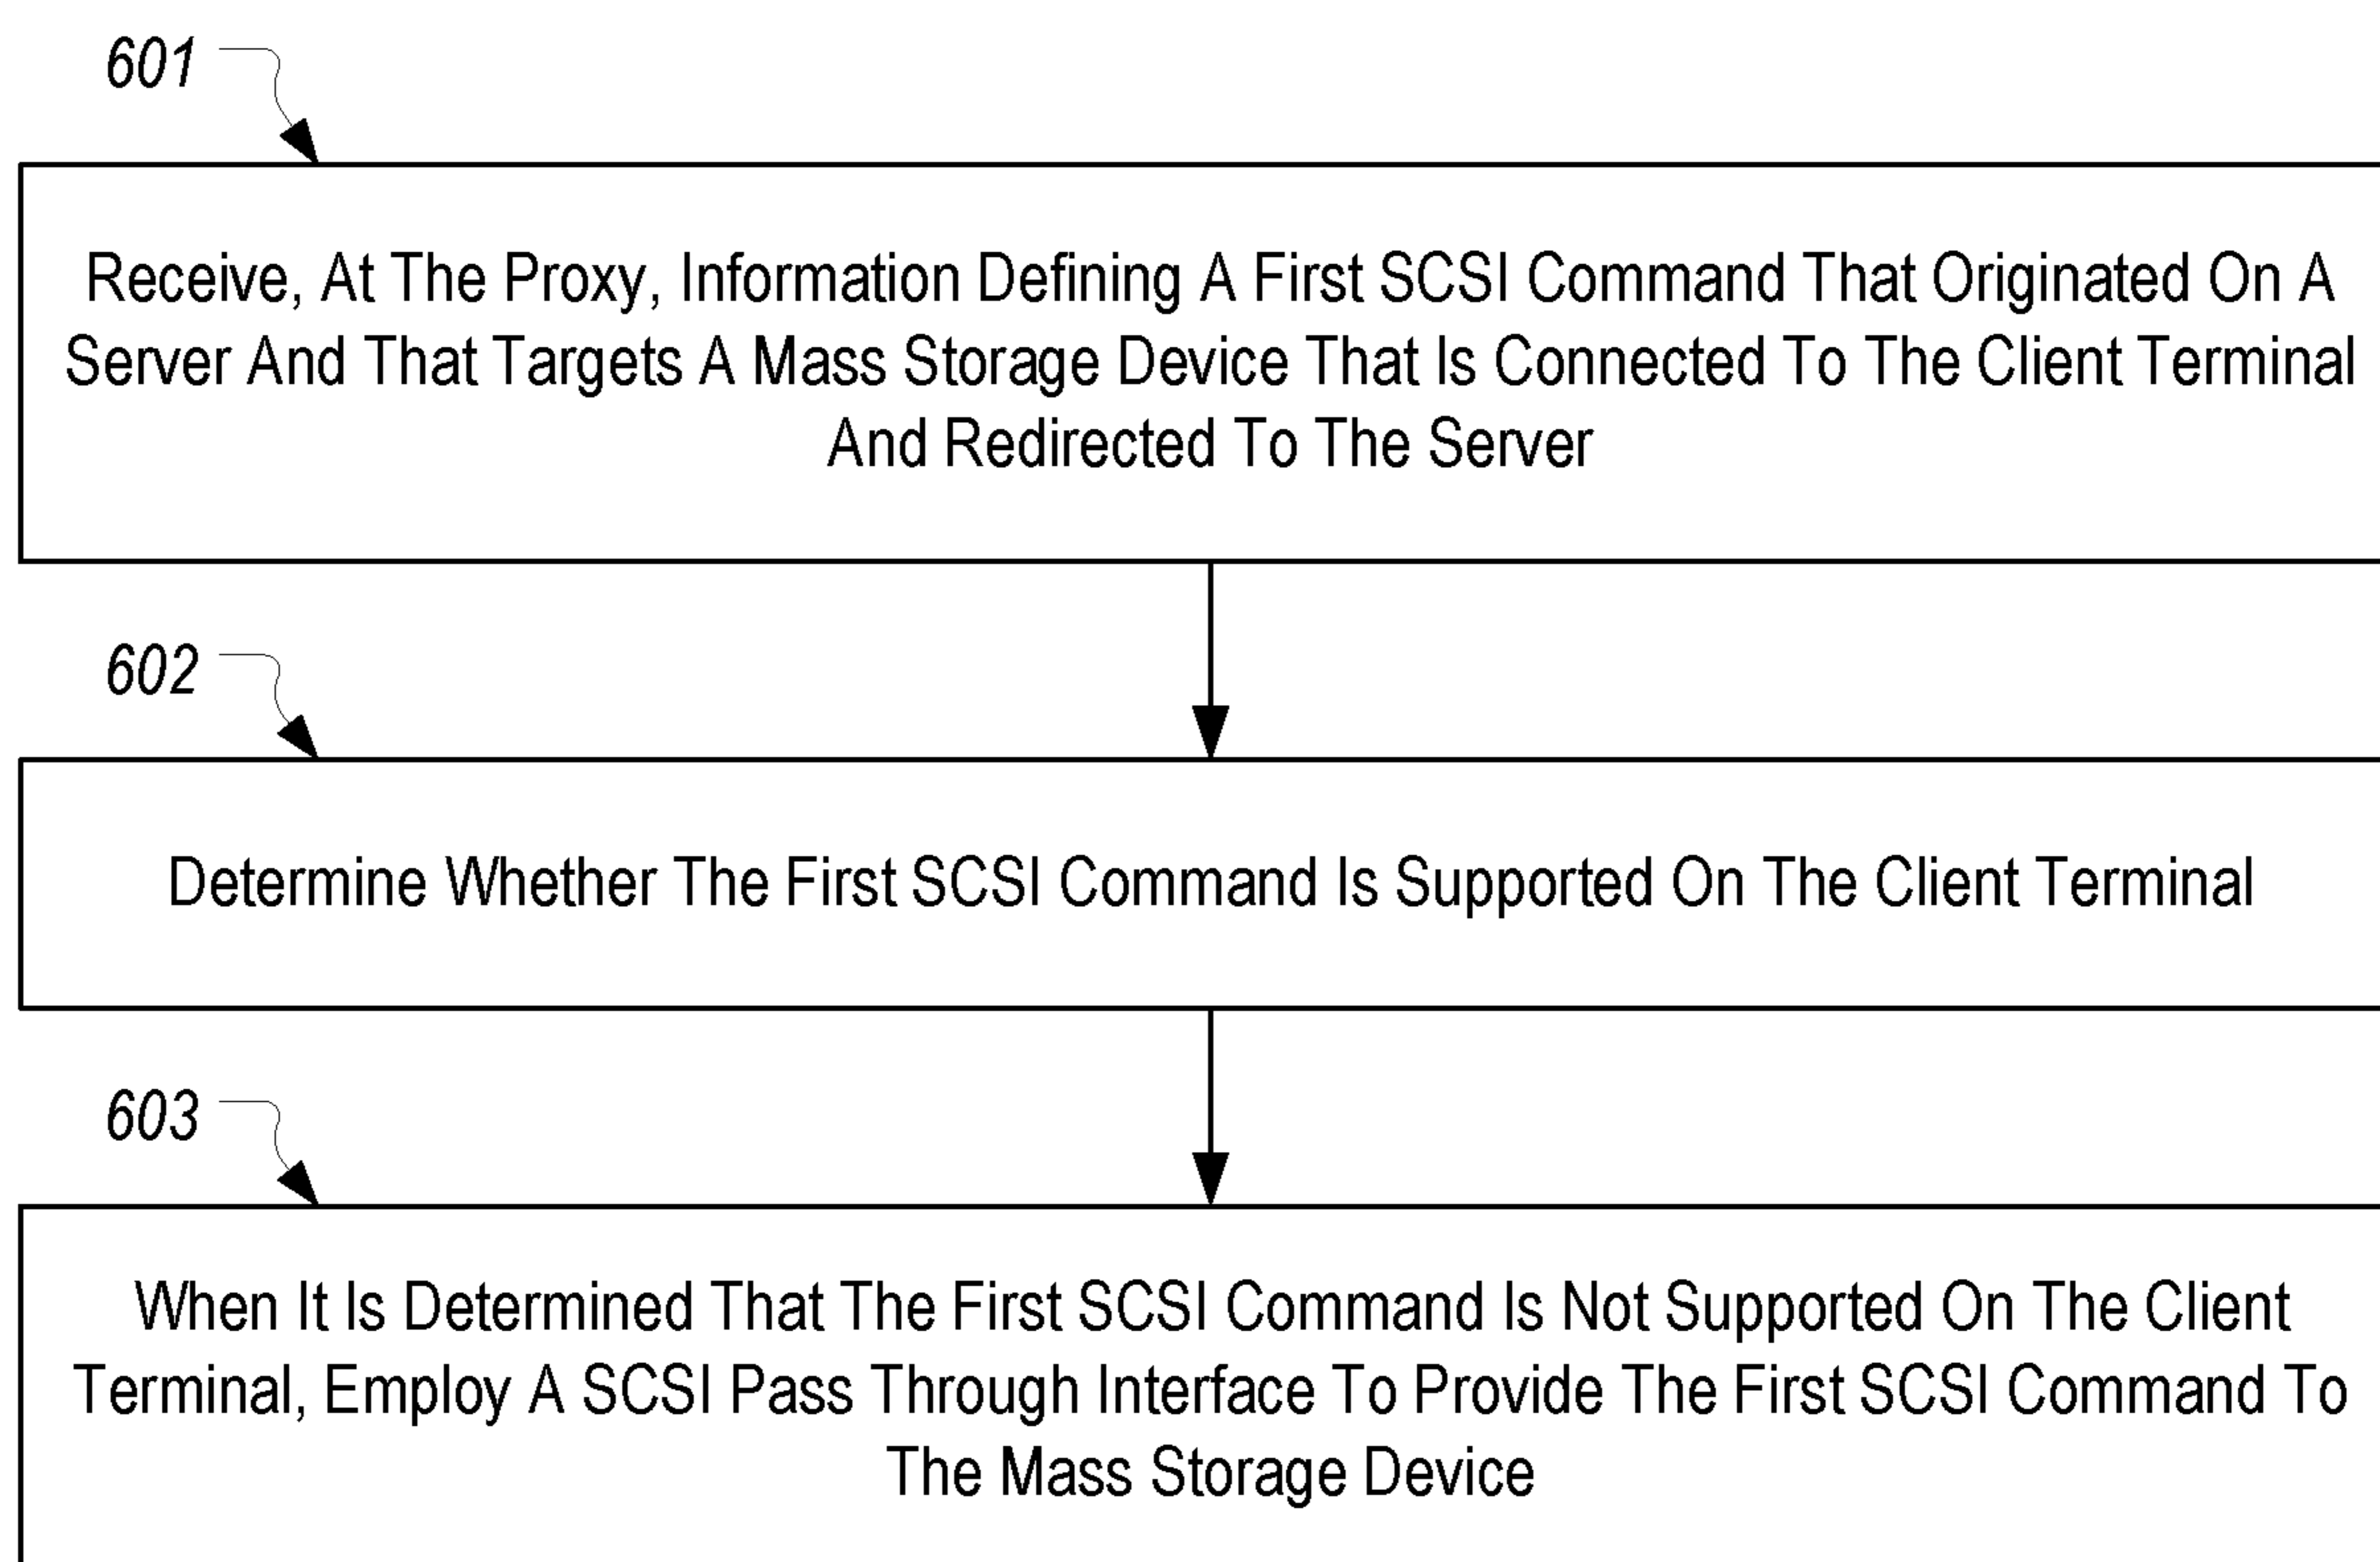 601
Receive, At The Proxy, Information Defining A First SCSI Command That Originated On A
Server And That Targets A Mass Storage Device That Is Connected To The Client Terminal
And Redirected To The Server
602
Determine Whether The First SCSI Command Is Supported On The Client Terminal
603
When It Is Determined That The First SCSI Command Is Not Supported On The Client
Terminal, Employ A SCSI Pass Through Interface To Provide The First SCSI Command To
The Mass Storage Device